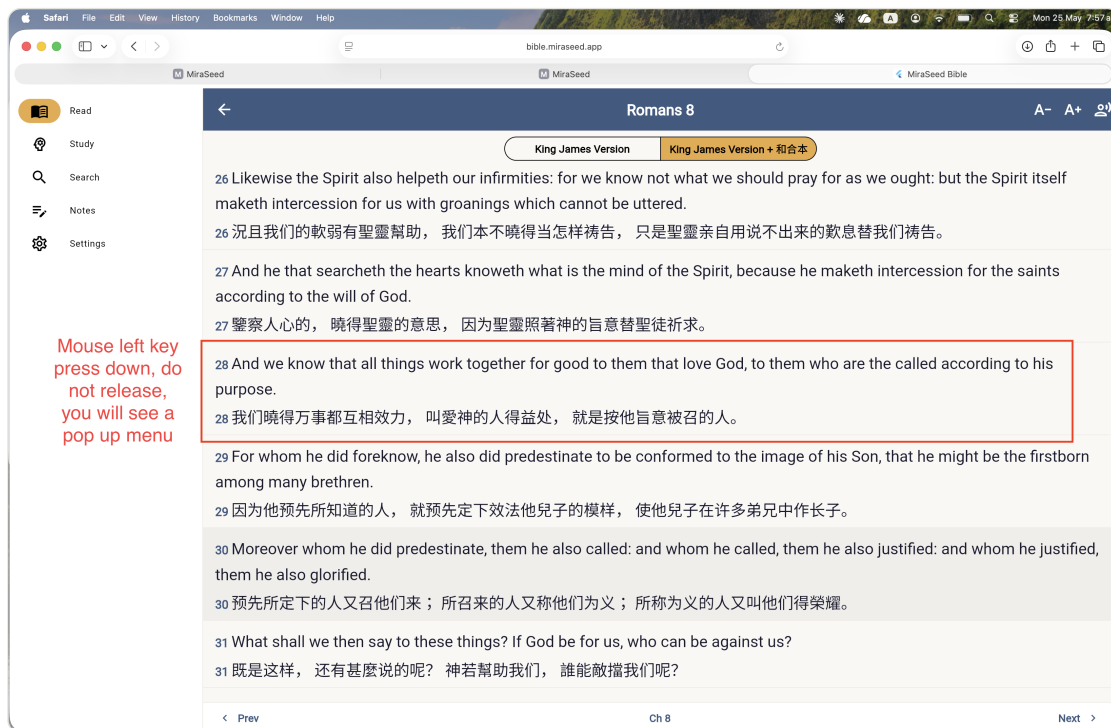 Safari File Edit View History Bookmarks Window Help
A
Mon 25 May 7:57a
bible.miraseed.app
M MiraSeed
M MiraSeed
MiraSeed Bible
Read
Study
Search
Notes
Settings
Romans 8
A- A+
King James Version
King James Version + 和合本
26 Likewise the Spirit also helpeth our infirmities: for we know not what we should pray for as we ought: but the Spirit itself
maketh intercession for us with groanings which cannot be uttered.
26 況且我们的軟弱有聖靈幫助， 我们本不曉得当怎样祷告， 只是聖靈亲自用说不出来的歎息替我们祷告。
27 And he that searcheth the hearts knoweth what is the mind of the Spirit, because he maketh intercession for the saints
according to the will of God.
27 鑒察人心的， 曉得聖靈的意思， 因为聖靈照著神的旨意替聖徒祈求。
Mouse left key
press down, do
not release,
you will see a
pop up menu
28 And we know that all things work together for good to them that love God, to them who are the called according to his
purpose.
28 我们曉得万事都互相效力， 叫愛神的人得益处， 就是按他旨意被召的人。
29 For whom he did foreknow, he also did predestinate to be conformed to the image of his Son, that he might be the firstborn
among many brethren.
29 因为他预先所知道的人， 就预先定下效法他兒子的模样， 使他兒子在许多弟兄中作长子。
30 Moreover whom he did predestinate, them he also called: and whom he called, them he also justified: and whom he justified,
them he also glorified.
30 预先所定下的人又召他们来； 所召来的人又称他们为义； 所称为义的人又叫他们得榮耀。
31 What shall we then say to these things? If God be for us, who can be against us?
31 既是这样， 还有甚麼说的呢？ 神若幫助我们， 誰能敵擋我们呢？
Prev
Ch 8
Next